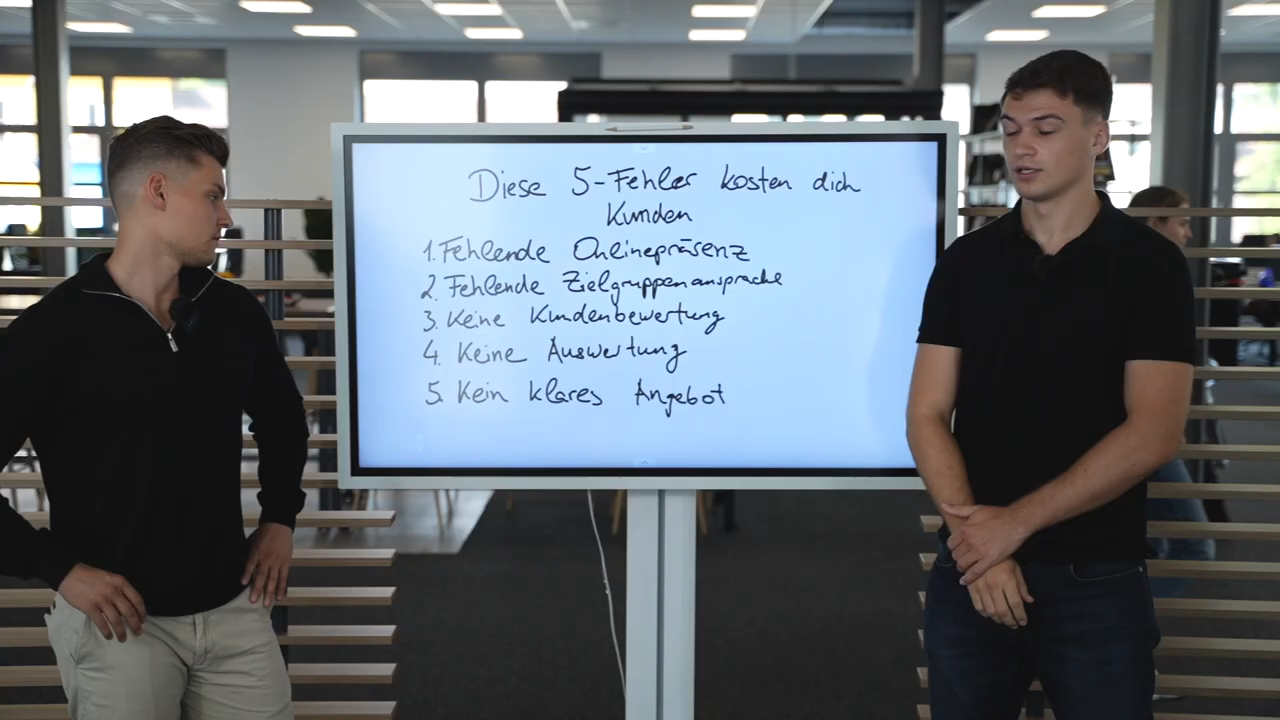 Diese 5-Fehler kosten dich
Kunden
1. Fehlende Onlinepräsenz
2. Fehlende Zielgruppenansprache
3. Keine Kundenbewertung
4. Keine Auswertung
5. Kein klares Angebot